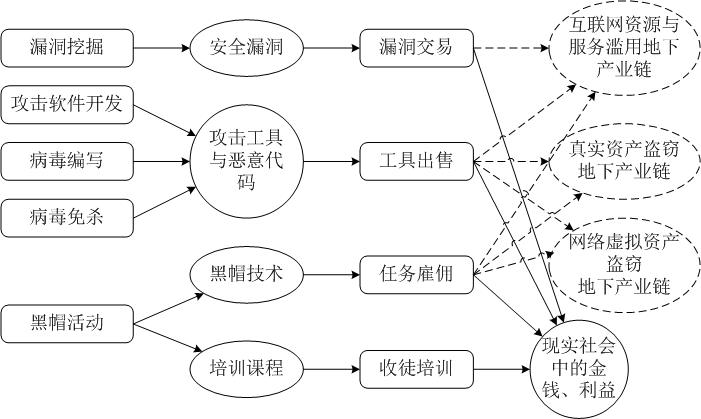 漏洞挖掘
安全漏洞
漏洞交易
互联网资源与
服务滥用地下
产业链
攻击软件开发
病毒编写
病毒免杀
攻击工具
与恶意代
码
工具出售
真实资产盗窃
地下产业链
网络虚拟资产
盗窃
地下产业链
黑帽活动
黑帽技术
任务雇佣
培训课程
收徒培训
现实社会
中的金
钱、利益